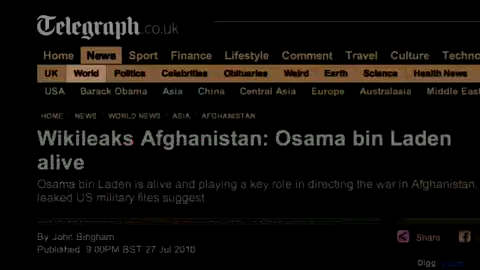 Telegraph.co.uk
Home News Sport Finance Lifestyle Comment Travel Culture Techno
UK World Politics Celebrities Obituaries Weird Earth Science Health News
USA Barack Obama Asia China Central Asia Europe Australasia Middle East
HOME NEWS WORLD NEWS ASIA AFGHANISTAN
Wikileaks Afghanistan: Osama bin Laden
alive
Osama bin Laden is alive and playing a key role in directing the war in Afghanistan,
leaked US military files suggest.
By John Bingham
Published: 9:00PM BST 27 Jul 2010
Share
Digg